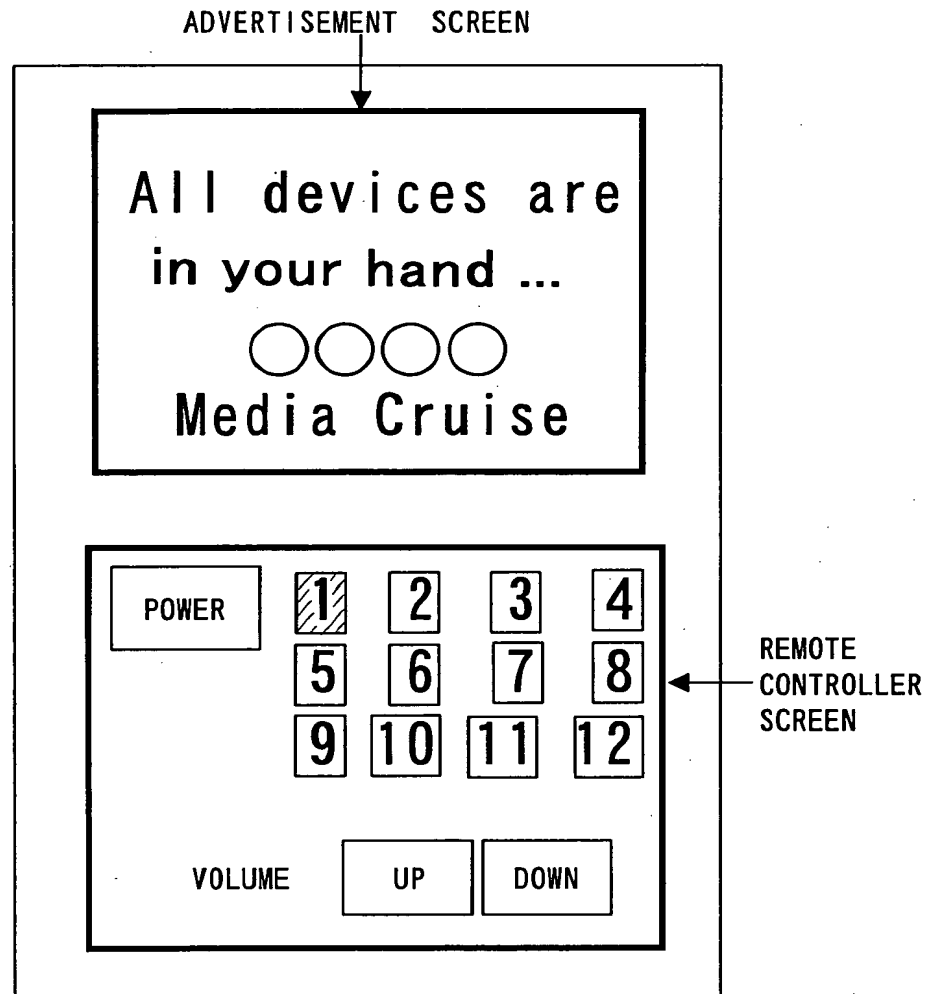 ADVERTISEMENT SCREEN
All devices are
in your hand ...
○○○○
Media Cruise
POWER 1 2 3 4
5 6 7 8
9 10 11 12
REMOTE
CONTROLLER
SCREEN
VOLUME UP DOWN